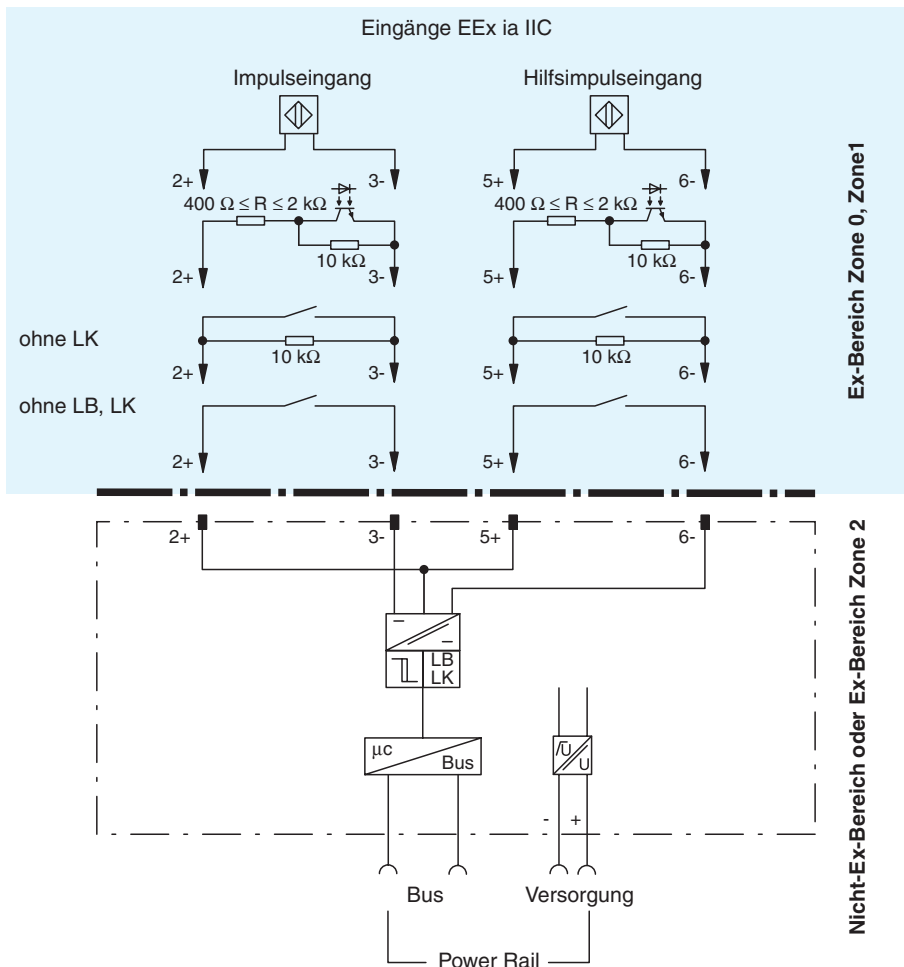 Eingänge EEx ia IIC
Impulseingang Hilfsimpulseingang
2+ 3- 5+ 6-
400 Ω ≤ R ≤ 2 kΩ 400 Ω ≤ R ≤ 2 kΩ
10 kΩ 10 kΩ
2+ 3- 5+ 6-
ohne LK
10 kΩ 10 kΩ
2+ 3- 5+ 6-
ohne LB, LK
2+ 3- 5+ 6-
Ex-Bereich Zone 0, Zone1
2+ 3- 5+ 6-
LB
LK
µc
Bus
U
U
- +
Bus Versorgung
Power Rail
Nicht-Ex-Bereich oder Ex-Bereich Zone 2